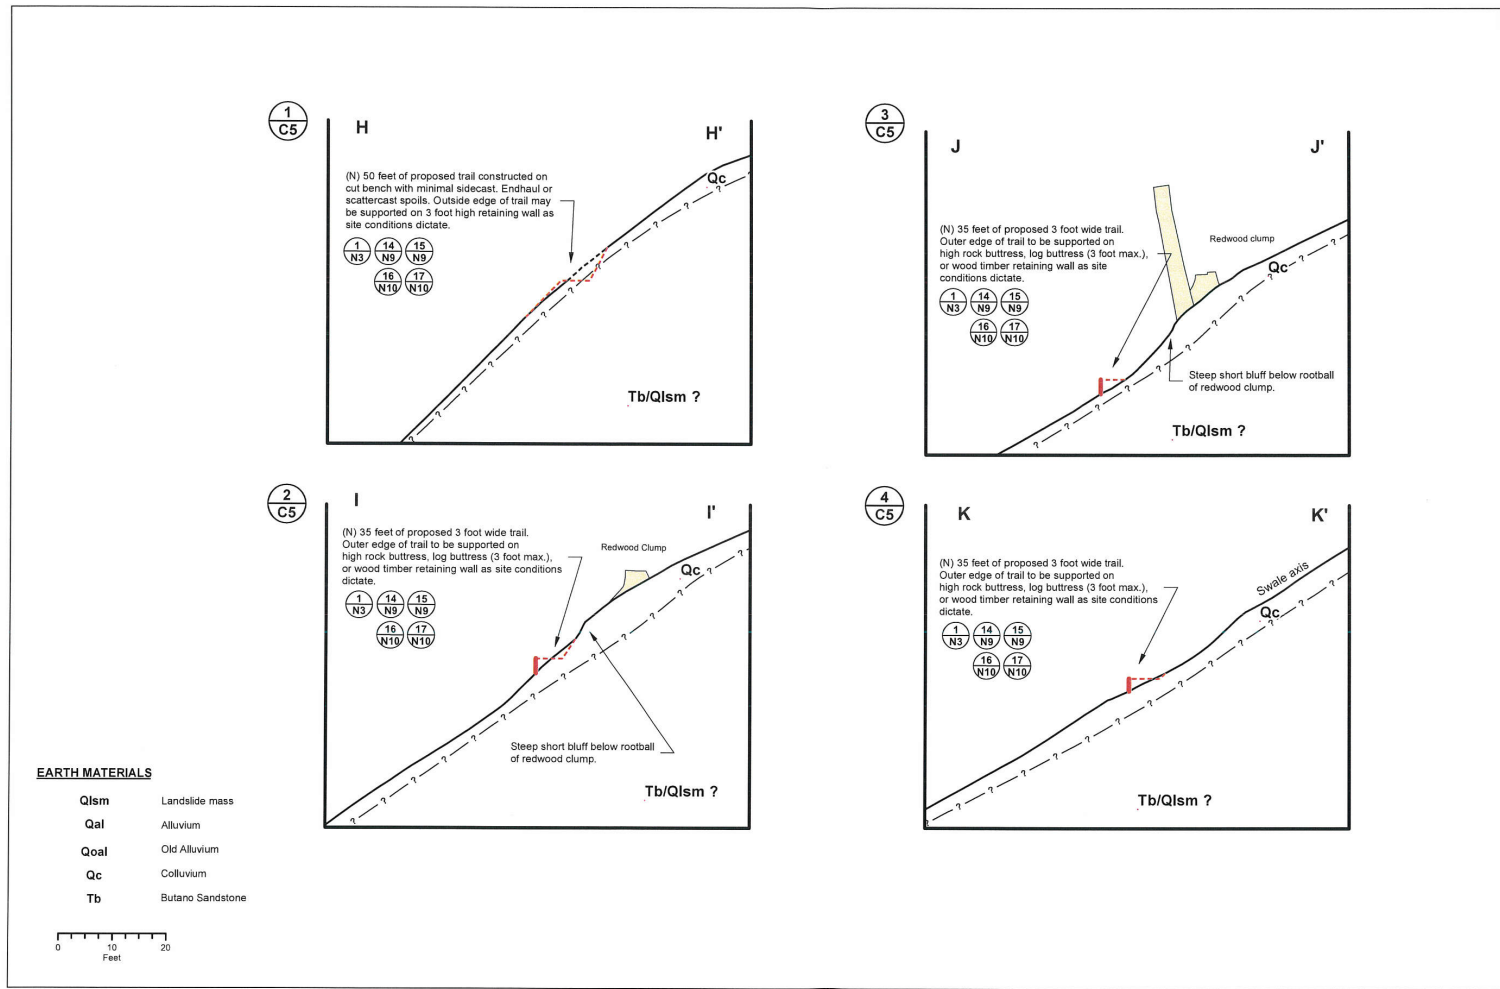 1
C5
H
H'
(N) 50 feet of proposed trail constructed on
cut bench with minimal sidecast. Endhaul or
scattercast spoils. Outside edge of trail may
be supported on 3 foot high retaining wall as
site conditions dictate.
1 14 15
N3 N9 N9
16 17
N10 N10
Qc
? ? ? ? ? ? ? ?
Tb/Qlsm ?
3
C5
J
J'
(N) 35 feet of proposed 3 foot wide trail.
Outer edge of trail to be supported on
high rock buttress, log buttress (3 foot max.),
or wood timber retaining wall as site
conditions dictate.
1 14 15
N3 N9 N9
16 17
N10 N10
Redwood clump
Qc
Steep short bluff below rootball
of redwood clump.
? ? ? ? ? ? ? ?
Tb/Qlsm ?
2
C5
I
I'
(N) 35 feet of proposed 3 foot wide trail.
Outer edge of trail to be supported on
high rock buttress, log buttress (3 foot max.),
or wood timber retaining wall as site conditions
dictate.
1 14 15
N3 N9 N9
16 17
N10 N10
Redwood Clump
Qc
Steep short bluff below rootball
of redwood clump.
? ? ? ? ? ? ? ? ?
Tb/Qlsm ?
4
C5
K
K'
(N) 35 feet of proposed 3 foot wide trail.
Outer edge of trail to be supported on
high rock buttress, log buttress (3 foot max.),
or wood timber retaining wall as site conditions
dictate.
1 14 15
N3 N9 N9
16 17
N10 N10
Swale axis
Qc
? ? ? ? ? ? ? ? ?
Tb/Qlsm ?
EARTH MATERIALS
Qlsm Landslide mass
Qal Alluvium
Qoal Old Alluvium
Qc Colluvium
Tb Butano Sandstone
0 10 20
Feet